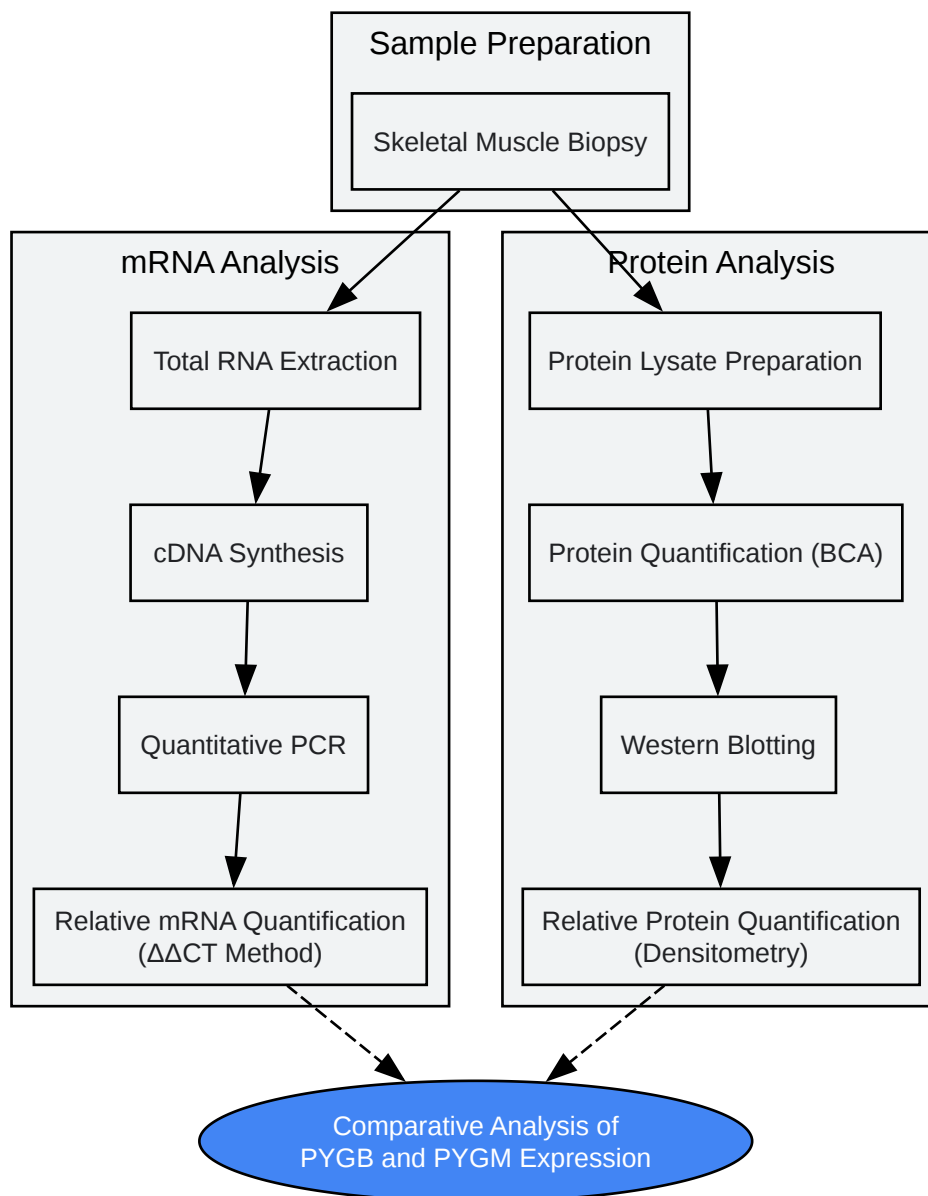 Sample Preparation
Skeletal Muscle Biopsy
mRNA Analysis
Total RNA Extraction
cDNA Synthesis
Quantitative PCR
Relative mRNA Quantification
(ΔΔCT Method)
Protein Analysis
Protein Lysate Preparation
Protein Quantification (BCA)
Western Blotting
Relative Protein Quantification
(Densitometry)
Comparative Analysis of
PYGB and PYGM Expression